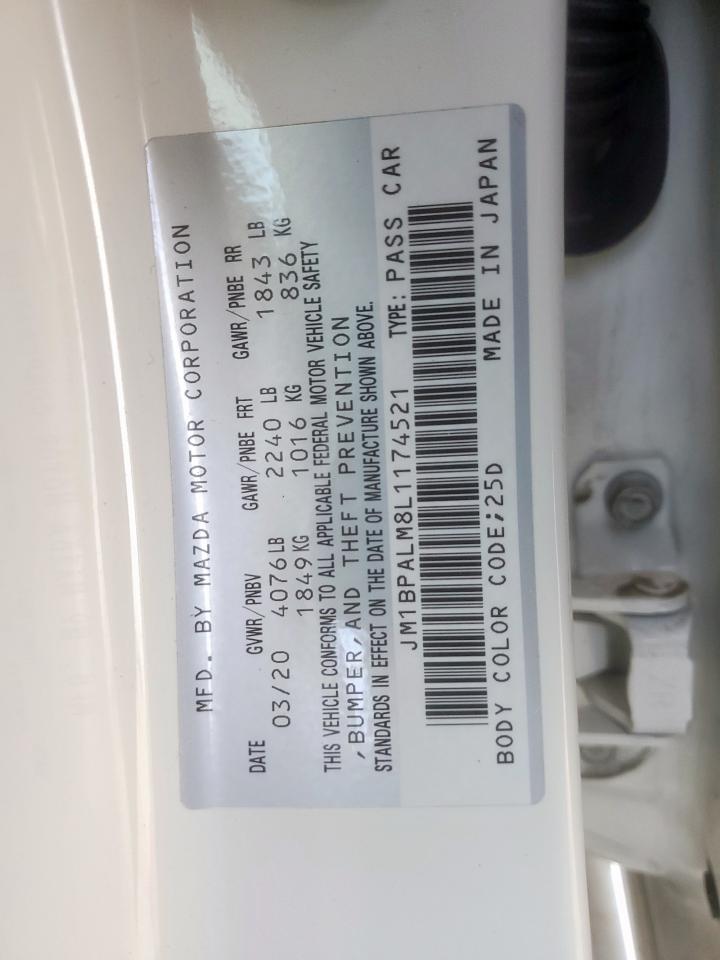 MFD. BY MAZDA MOTOR CORPORATION
DATE GVWR/PNBV GAWR/PNBE FRT GAWR/PNBE RR
03/20 4076LB 2240 LB 1843 LB
1849KG 1016 KG 836 KG
THIS VEHICLE CONFORMS TO ALL APPLICABLE FEDERAL MOTOR VEHICLE SAFETY
,BUMPER,AND THEFT PREVENTION
STANDARDS IN EFFECT ON THE DATE OF MANUFACTURE SHOWN ABOVE.
JM1BPALM8L1174521 TYPE: PASS CAR
BODY COLOR CODE;25D MADE IN JAPAN